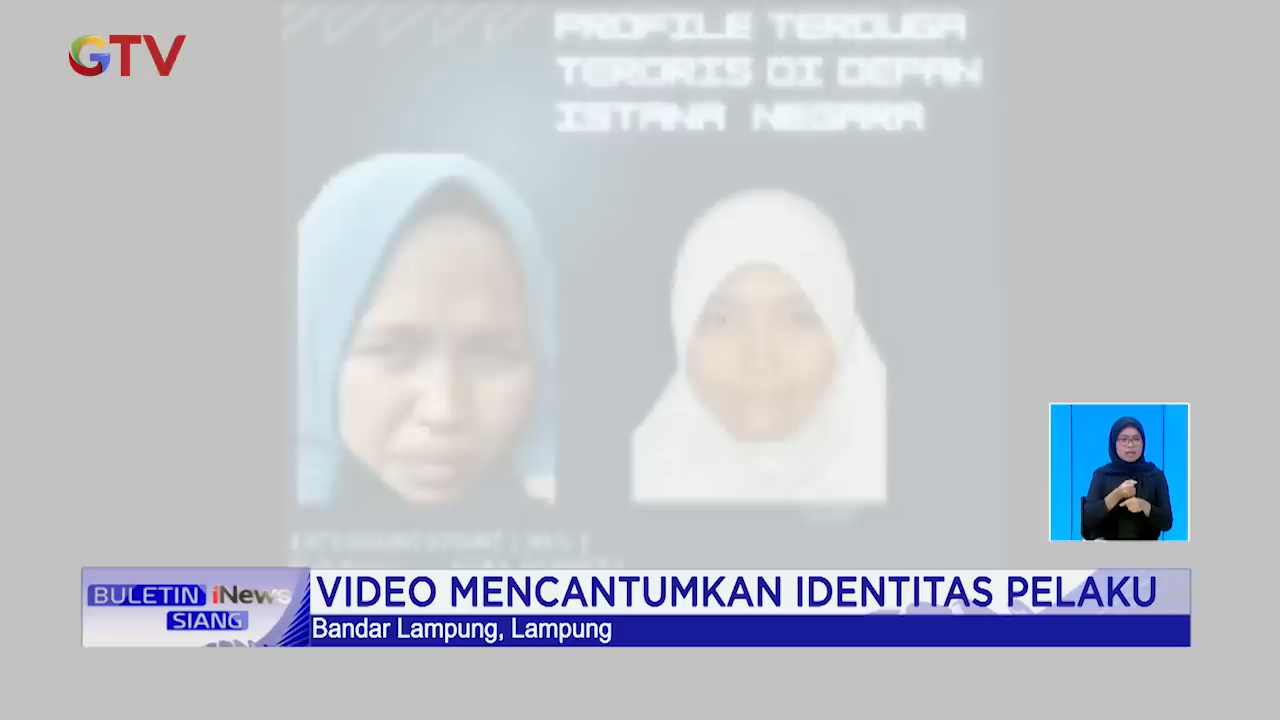 GTV
PROFILE TERDUGA
TERORIS DI DEPAN
ISTANA NEGARA
BULETIN iNews
SIANG
VIDEO MENCANTUMKAN IDENTITAS PELAKU
Bandar Lampung, Lampung